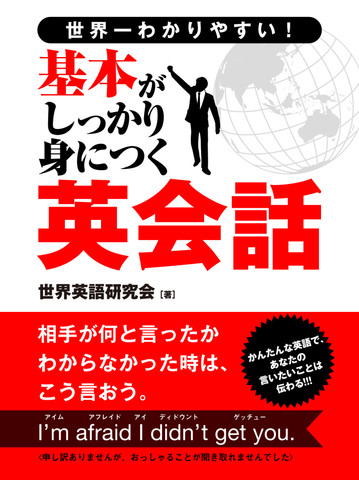 世界一わかりやすい！
基本が
しっかり
身につく
英会話
世界英語研究会［著］
相手が何と言ったか
わからなかった時は、
こう言おう。
かんたんな英語で、
あなたの
言いたいことは
伝わる!!!
アイム アフレイド アイ ディドウント ゲッチュー
I'm afraid I didn't get you.
（申し訳ありませんが、おっしゃることが聞き取れませんでした）